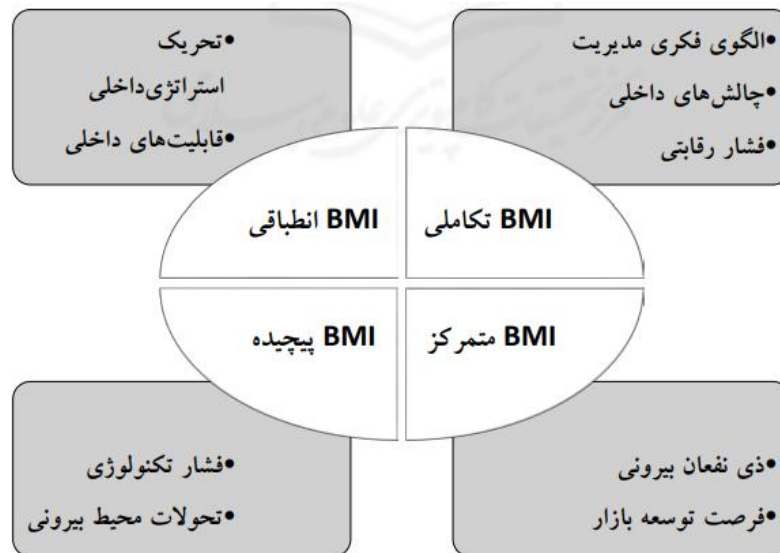 •الگوی فکری مدیریت
•چالش‌های داخلی
•فشار رقابتی
•تحریک
استراتژی‌داخلی
•قابلیت‌های داخلی
BMI تکاملی
BMI انطباقی
BMI متمرکز
BMI پیچیده
•ذی نفعان بیرونی
•فرصت توسعه بازار
•فشار تکنولوژی
•تحولات محیط بیرونی